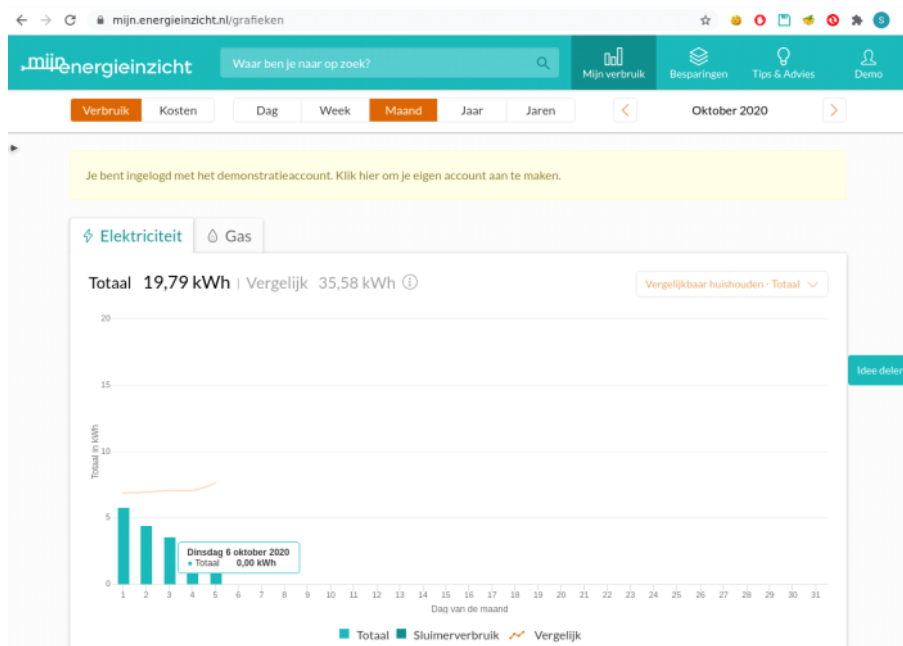 mijn.energieinzicht.nl/grafieken
S
mijnenergieinzicht
Waar ben je naar op zoek?
Mijn verbruik
Besparingen
Tips & Advies
Demo
Verbruik Kosten Dag Week Maand Jaar Jaren Oktober 2020
Je bent ingelogd met het demonstratieaccount. Klik hier om je eigen account aan te maken.
Elektriciteit Gas
Totaal 19,79 kWh | Vergelijk 35,58 kWh
Vergelijkbaar huishouden - Totaal
20
15
Idee delen
Totaal in kWh
10
5
Dinsdag 6 oktober 2020
• Totaal 0,00 kWh
0
1 2 3 4 5 6 7 8 9 10 11 12 13 14 15 16 17 18 19 20 21 22 23 24 25 26 27 28 29 30 31
Dag van de maand
Totaal Sluimerverbruik Vergelijk